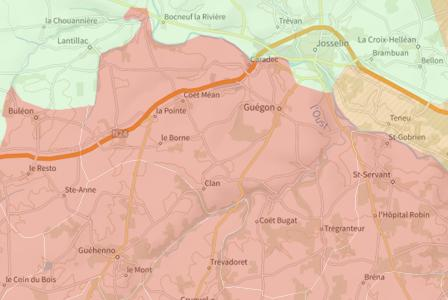 la Chouannière
Bocneuf la Rivière
Trévan
Lantillac
Josselin
La Croix-Helléan
Brambuan
Bellon
Caradec
Coët Méan
la Pointe
Guégon
Buléon
l'Oust
Teneu
N24
le Borne
St-Gobrien
le Resto
St-Servant
Ste-Anne
Clan
l'Hôpital Robin
Coët Bugat
Trégranteur
Guéhenno
Trévadoret
le Mont
Bréna
le Coin du Bois